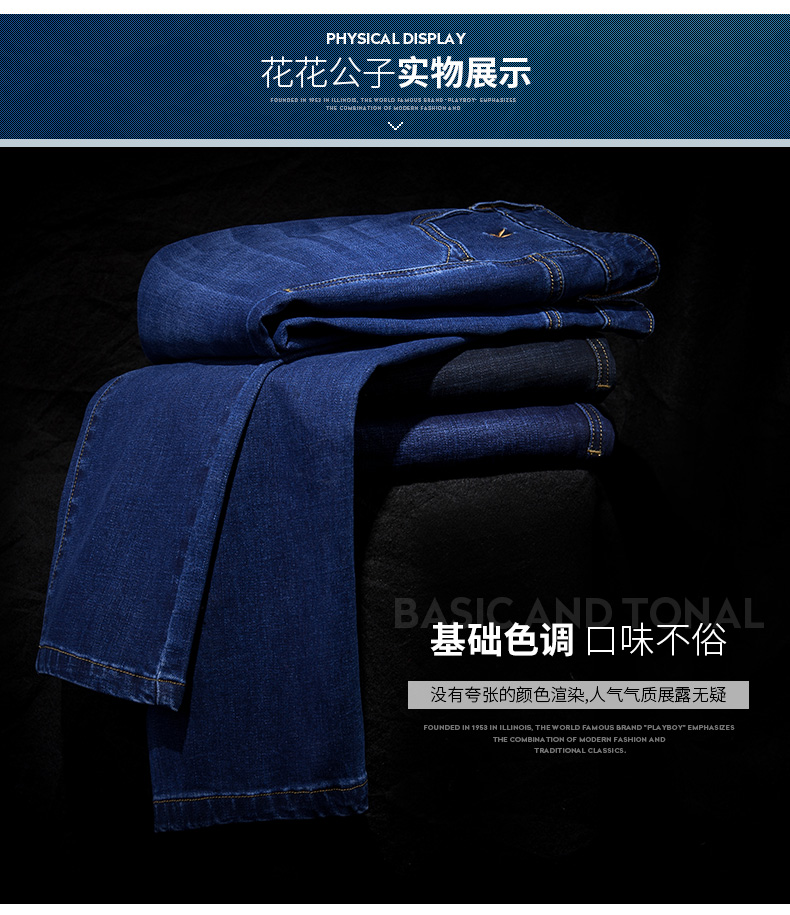 PHYSICAL DISPLAY
花花公子实物展示
FOUNDED IN 1953 IN ILLINOIS, THE WORLD FAMOUS BRAND "PLAYBOY" EMPHASIZES
THE COMBINATION OF MODERN FASHION AND
BASIC AND TONAL
基础色调 口味不俗
没有夸张的颜色渲染,人气气质展露无疑
FOUNDED IN 1953 IN ILLINOIS, THE WORLD FAMOUS BRAND "PLAYBOY" EMPHASIZES
THE COMBINATION OF MODERN FASHION AND
TRADITIONAL CLASSICS.